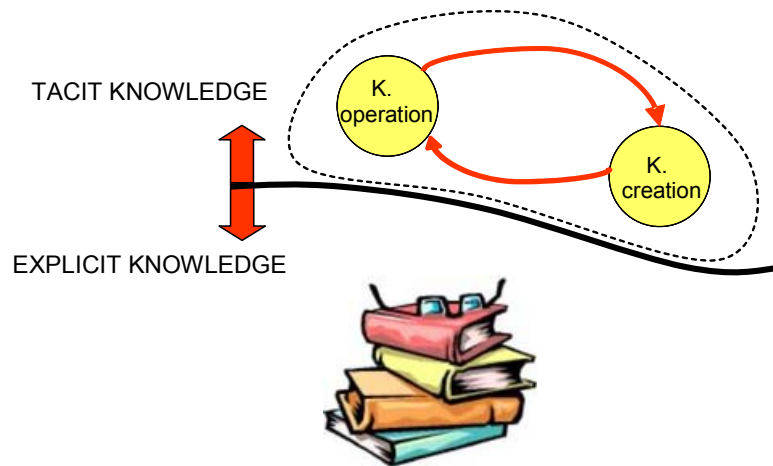 TACIT KNOWLEDGE
K.
operation
K.
creation
EXPLICIT KNOWLEDGE